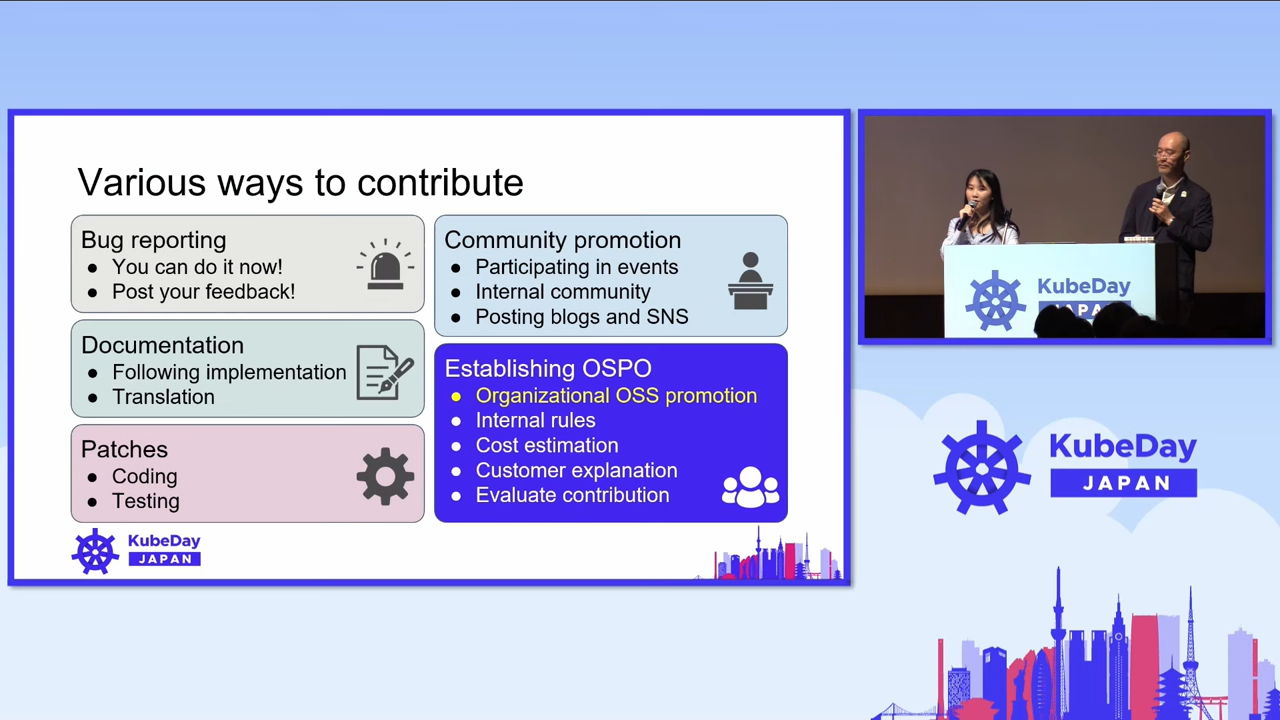 Various ways to contribute
Bug reporting
● You can do it now!
● Post your feedback!
Documentation
● Following implementation
● Translation
Patches
● Coding
● Testing
Community promotion
● Participating in events
● Internal community
● Posting blogs and SNS
Establishing OSPO
● Organizational OSS promotion
● Internal rules
● Cost estimation
● Customer explanation
● Evaluate contribution
KubeDay
JAPAN
KubeDay
KubeDay
JAPAN